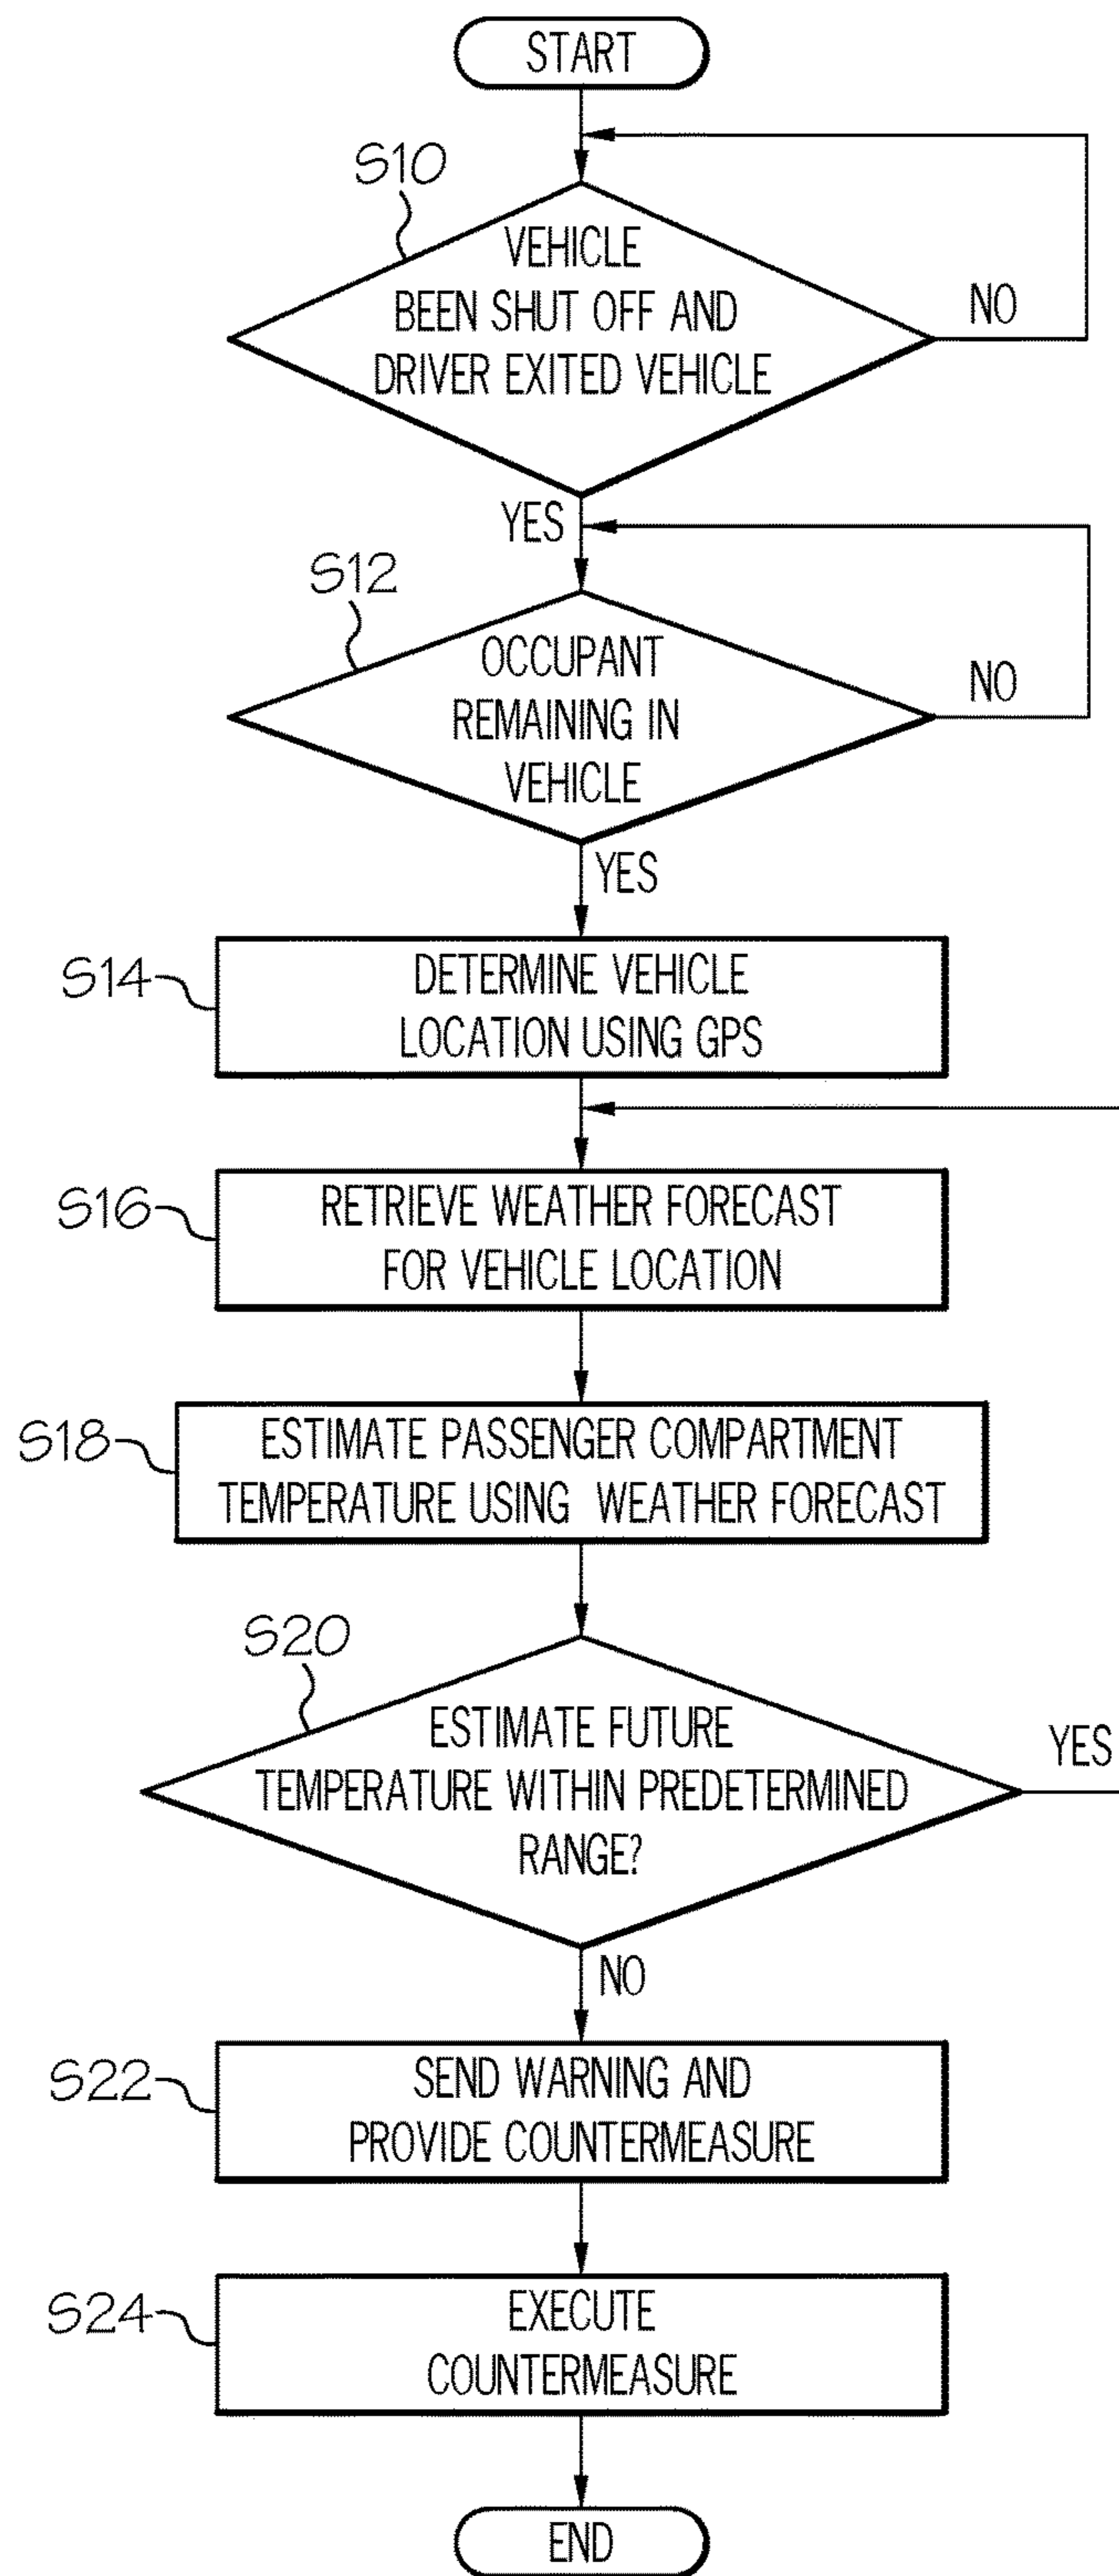 START
S10
VEHICLE
BEEN SHUT OFF AND
DRIVER EXITED VEHICLE
NO
YES
S12
OCCUPANT
REMAINING IN
VEHICLE
NO
YES
S14
DETERMINE VEHICLE
LOCATION USING GPS
S16
RETRIEVE WEATHER FORECAST
FOR VEHICLE LOCATION
S18
ESTIMATE PASSENGER COMPARTMENT
TEMPERATURE USING WEATHER FORECAST
S20
ESTIMATE FUTURE
TEMPERATURE WITHIN PREDETERMINED
RANGE?
YES
NO
S22
SEND WARNING AND
PROVIDE COUNTERMEASURE
S24
EXECUTE
COUNTERMEASURE
END